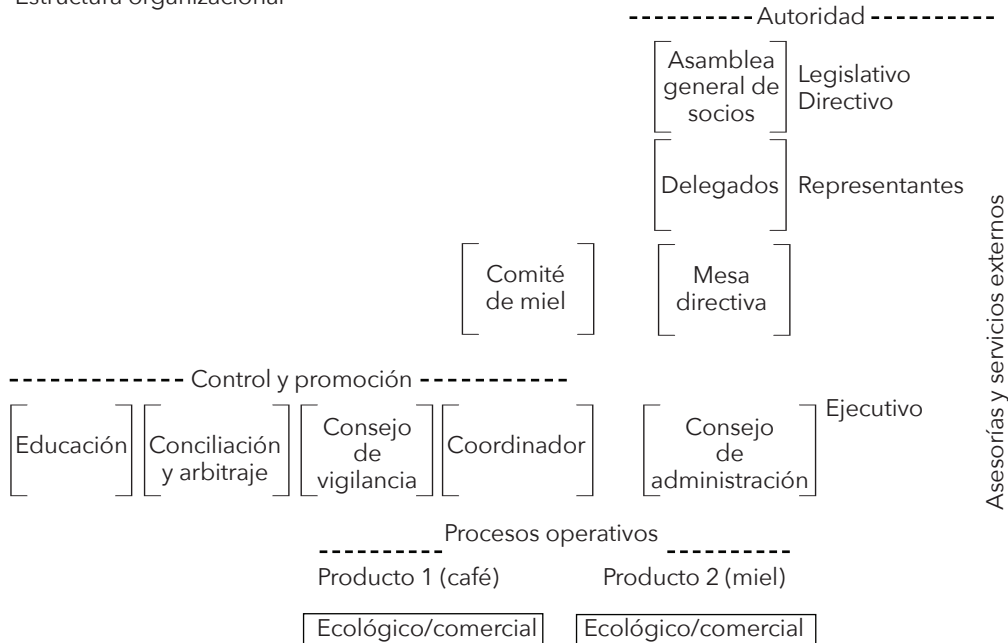 Estructura organizacional
Autoridad
Asamblea
general de
socios
Legislativo
Directivo
Delegados
Representantes
Comité
de miel
Mesa
directiva
Asesorías y servicios externos
Control y promoción
Educación
Conciliación
y arbitraje
Consejo
de
vigilancia
Coordinador
Consejo
de
administración
Ejecutivo
Procesos operativos
Producto 1 (café)
Producto 2 (miel)
Ecológico/comercial
Ecológico/comercial